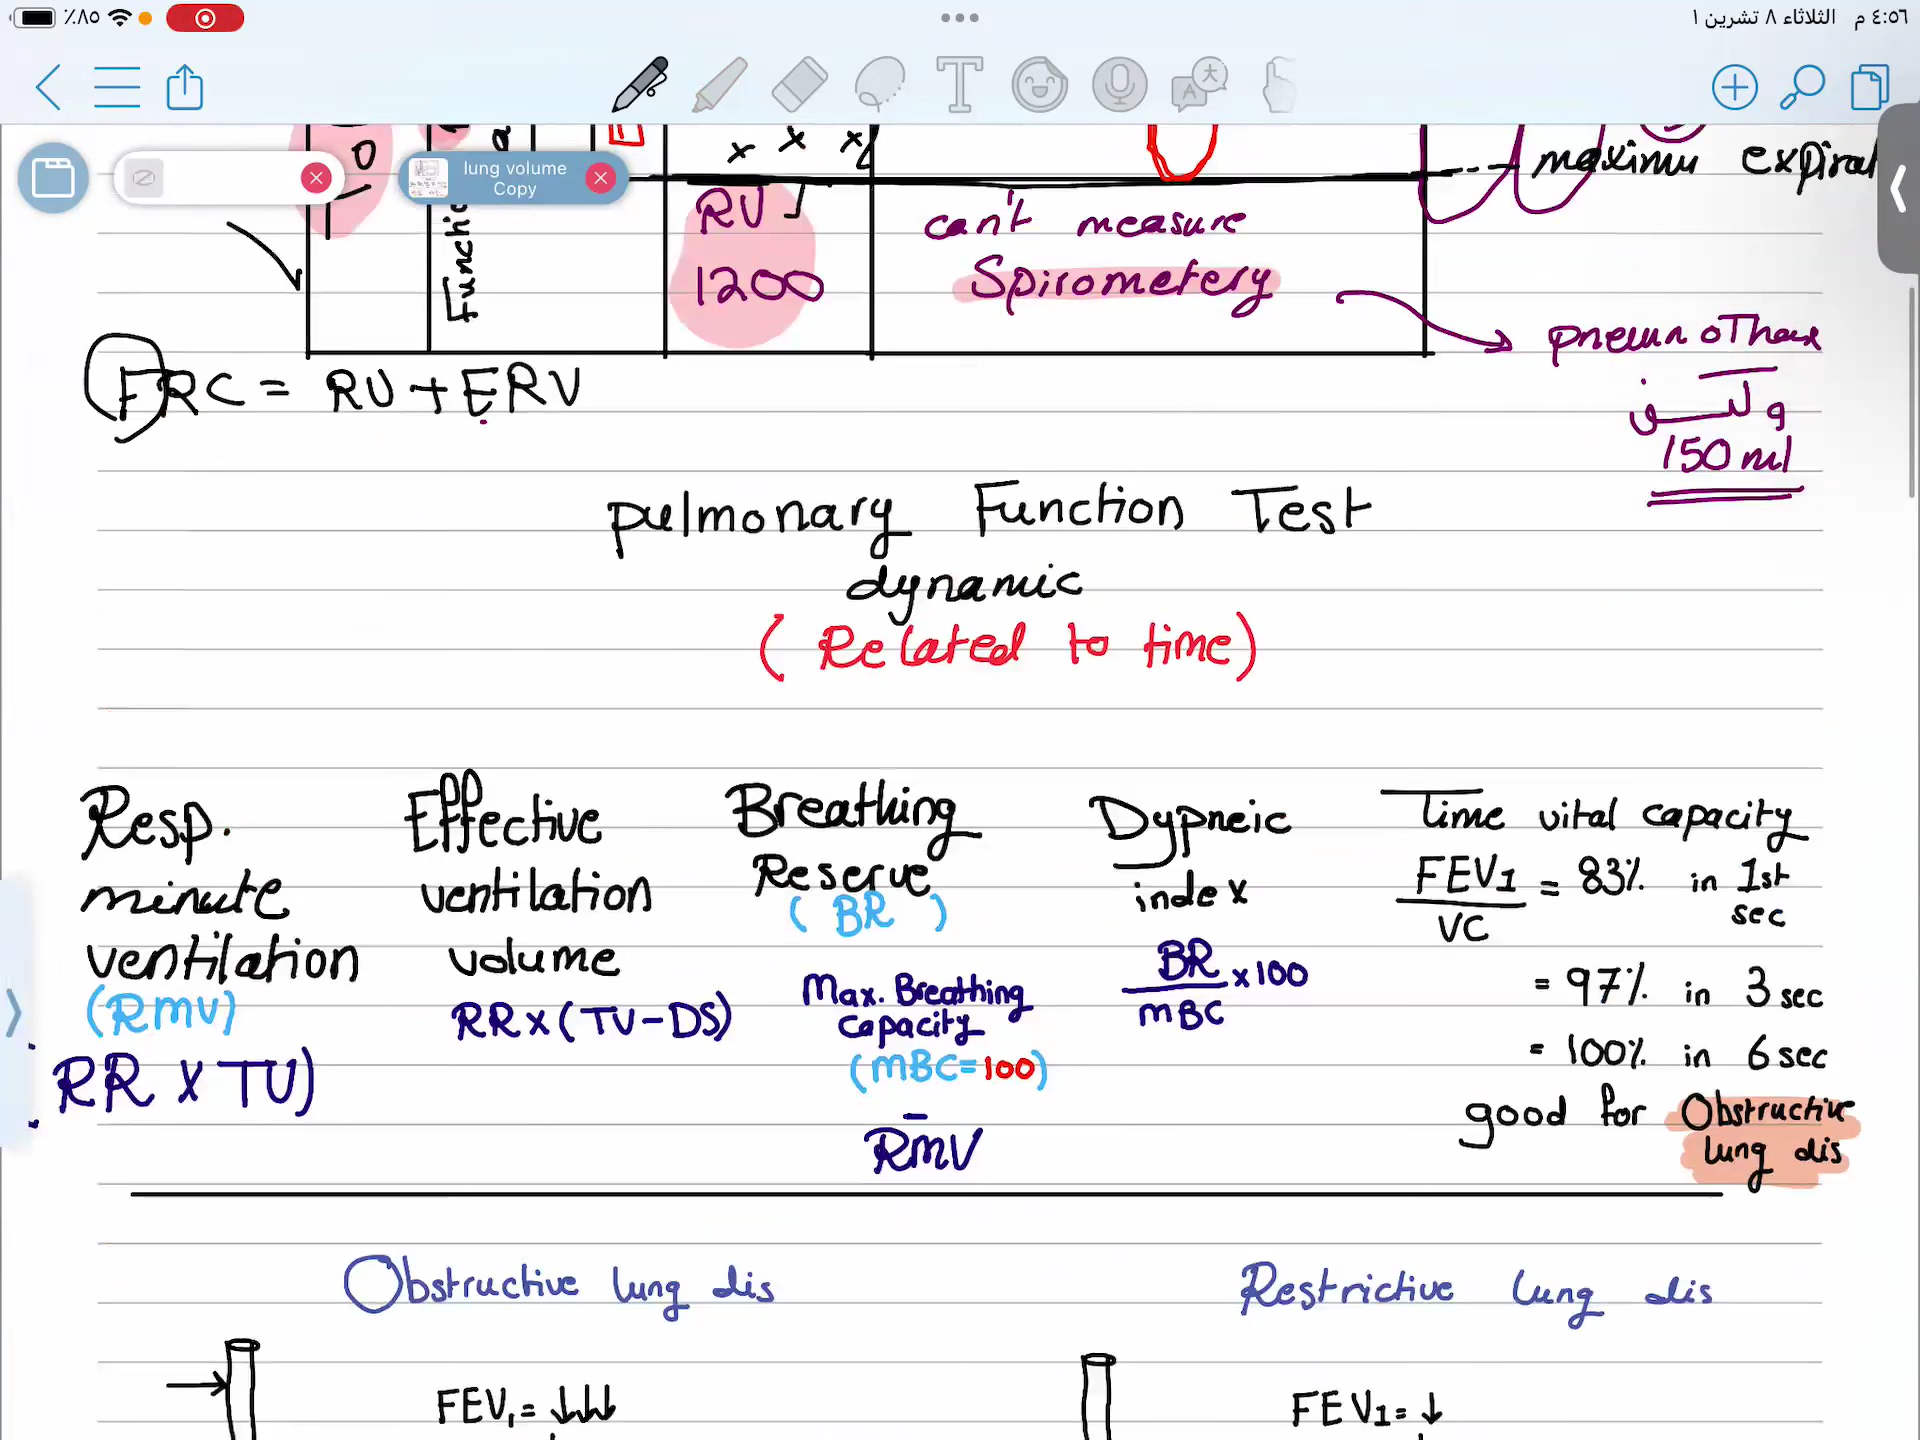 ٪٨٥
٤:٥٦ م الثلاثاء ٨ تشرين ١
lung volume
Copy
maximu expiral
RV
1200
can't measure
Spirometery
pneumothorax
150 ml
FRC = RV + ERV
pulmonary Function Test
dynamic
(Related to time)
Resp.
minute
ventilation
(RMV)
RR X TV)
Effective
ventilation
volume
RR x (TV-DS)
Breathing
Reserve
(BR)
Max. Breathing
capacity
(MBC=100)
-
RMV
Dypneic
index
BR
MBC
x100
Time vital capacity
FEV1
VC
= 83% in 1st
sec
= 97% in 3 sec
= 100% in 6 sec
good for Obstructive
lung dis
Obstructive lung dis
Restrictive lung dis
FEV1 = ↓↓↓
FEV1 = ↓